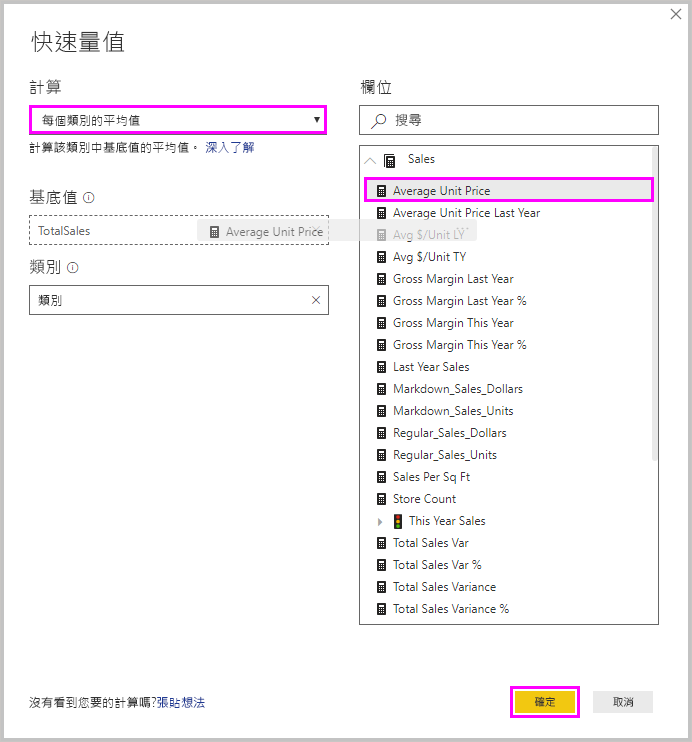 快速量值
計算
每個類別的平均值
計算該類別中基底值的平均值。 深入了解
基底值
TotalSales
Average Unit Price
類別
類別
欄位
搜尋
Sales
Average Unit Price
Average Unit Price Last Year
Avg $/Unit LY
Avg $/Unit TY
Gross Margin Last Year
Gross Margin Last Year %
Gross Margin This Year
Gross Margin This Year %
Last Year Sales
Markdown_Sales_Dollars
Markdown_Sales_Units
Regular_Sales_Dollars
Regular_Sales_Units
Sales Per Sq Ft
Store Count
This Year Sales
Total Sales Var
Total Sales Var %
Total Sales Variance
Total Sales Variance %
沒有看到您要的計算嗎?張貼想法
確定
取消